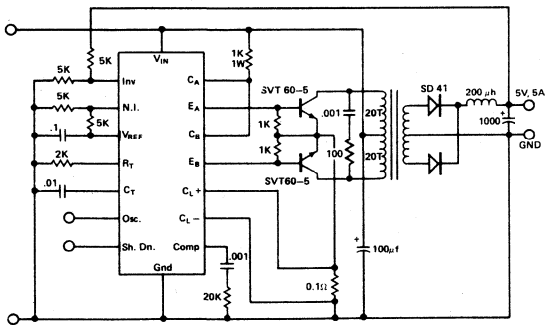 5K
VIN
Inv
5K
N.I.
5K
.1
VREF
2K
RT
.01
CT
Osc.
Sh. Dn.
Gnd
CA
EA
CB
EB
CL+
CL−
Comp
1K
1W
SVT 60-5
1K
1K
SVT60-5
.001
100
20T
20T
SD 41
200 μh
5V, 5A
+
1000
GND
+
100μf
0.1Ω
.001
20K